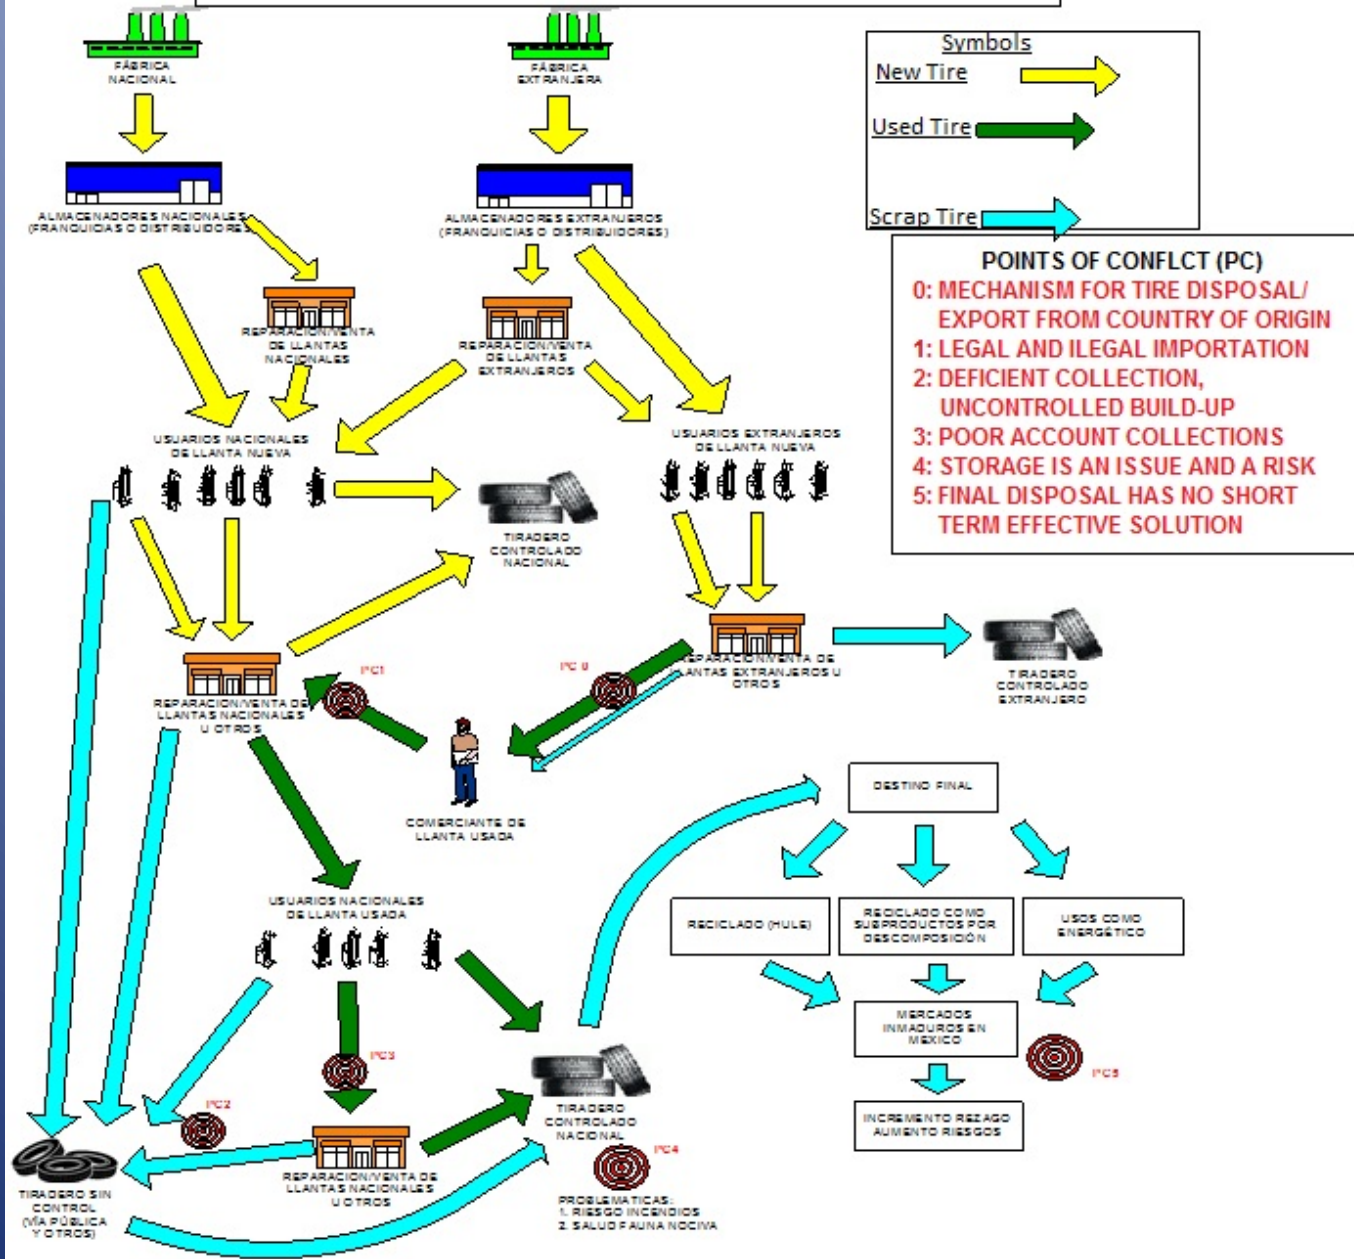 FÁBRICA
NACIONAL
FÁBRICA
EXTRANJERA
Symbols
New Tire
Used Tire
Scrap Tire
ALMACENADORES NACIONALES
(FRANQUICIAS O DISTRIBUIDORES
ALMACENADORES EXTRANJEROS
(FRANQUICIAS O DISTRIBUIDORES)
POINTS OF CONFLCT (PC)
0: MECHANISM FOR TIRE DISPOSAL/
EXPORT FROM COUNTRY OF ORIGIN
1: LEGAL AND ILEGAL IMPORTATION
2: DEFICIENT COLLECTION,
UNCONTROLLED BUILD-UP
3: POOR ACCOUNT COLLECTIONS
4: STORAGE IS AN ISSUE AND A RISK
5: FINAL DISPOSAL HAS NO SHORT
TERM EFFECTIVE SOLUTION
REPARACION/VENTA
DE LLANTAS
NACIONALES
REPARACION/VENTA
DE LLANTAS
EXTRANJEROS
USUARIOS NACIONALES
DE LLANTA NUEVA
USUARIOS EXTRANJEROS
DE LLANTA NUEVA
TIRADERO
CONTROLADO
NACIONAL
REPARACION/VENTA DE
LLANTAS NACIONALES
U OTROS
PC1
PC 0
REPARACION/VENTA DE
LLANTAS EXTRANJEROS U
OTROS
TIRADERO
CONTROLADO
EXTRANJERO
COMERCIANTE DE
LLANTA USADA
DESTINO FINAL
USUARIOS NACIONALES
DE LLANTA USADA
RECICLADO (HULE)
RECICLADO COMO
SUBPRODUCTOS POR
DESCOMPOSICIÓN
USOS COMO
ENERGÉTICO
MERCADOS
INMADUROS EN
MEXICO
PC5
INCREMENTO REZAGO
AUMENTO RIESGOS
PC3
PC2
TIRADERO
CONTROLADO
NACIONAL
PC4
PROBLEMATICAS:
1. RIESGO INCENDIOS
2. SALUD FAUNA NOCIVA
REPARACION/VENTA DE
LLANTAS NACIONALES
U OTROS
TIRADERO SIN
CONTROL
(VÍA PÚBLICA
Y OTROS)